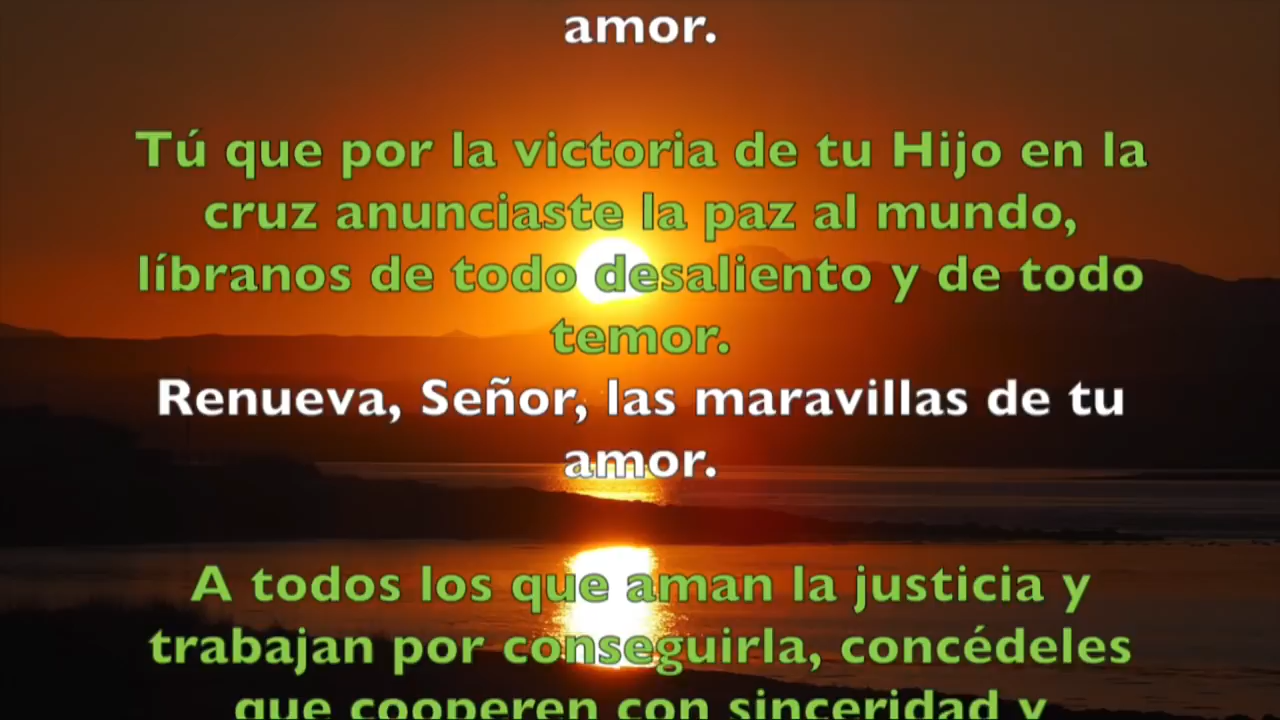 amor.
Tú que por la victoria de tu Hijo en la
cruz anunciaste la paz al mundo,
líbranos de todo desaliento y de todo
temor.
Renueva, Señor, las maravillas de tu
amor.
A todos los que aman la justicia y
trabajan por conseguirla, concédeles
que cooperen con sinceridad y